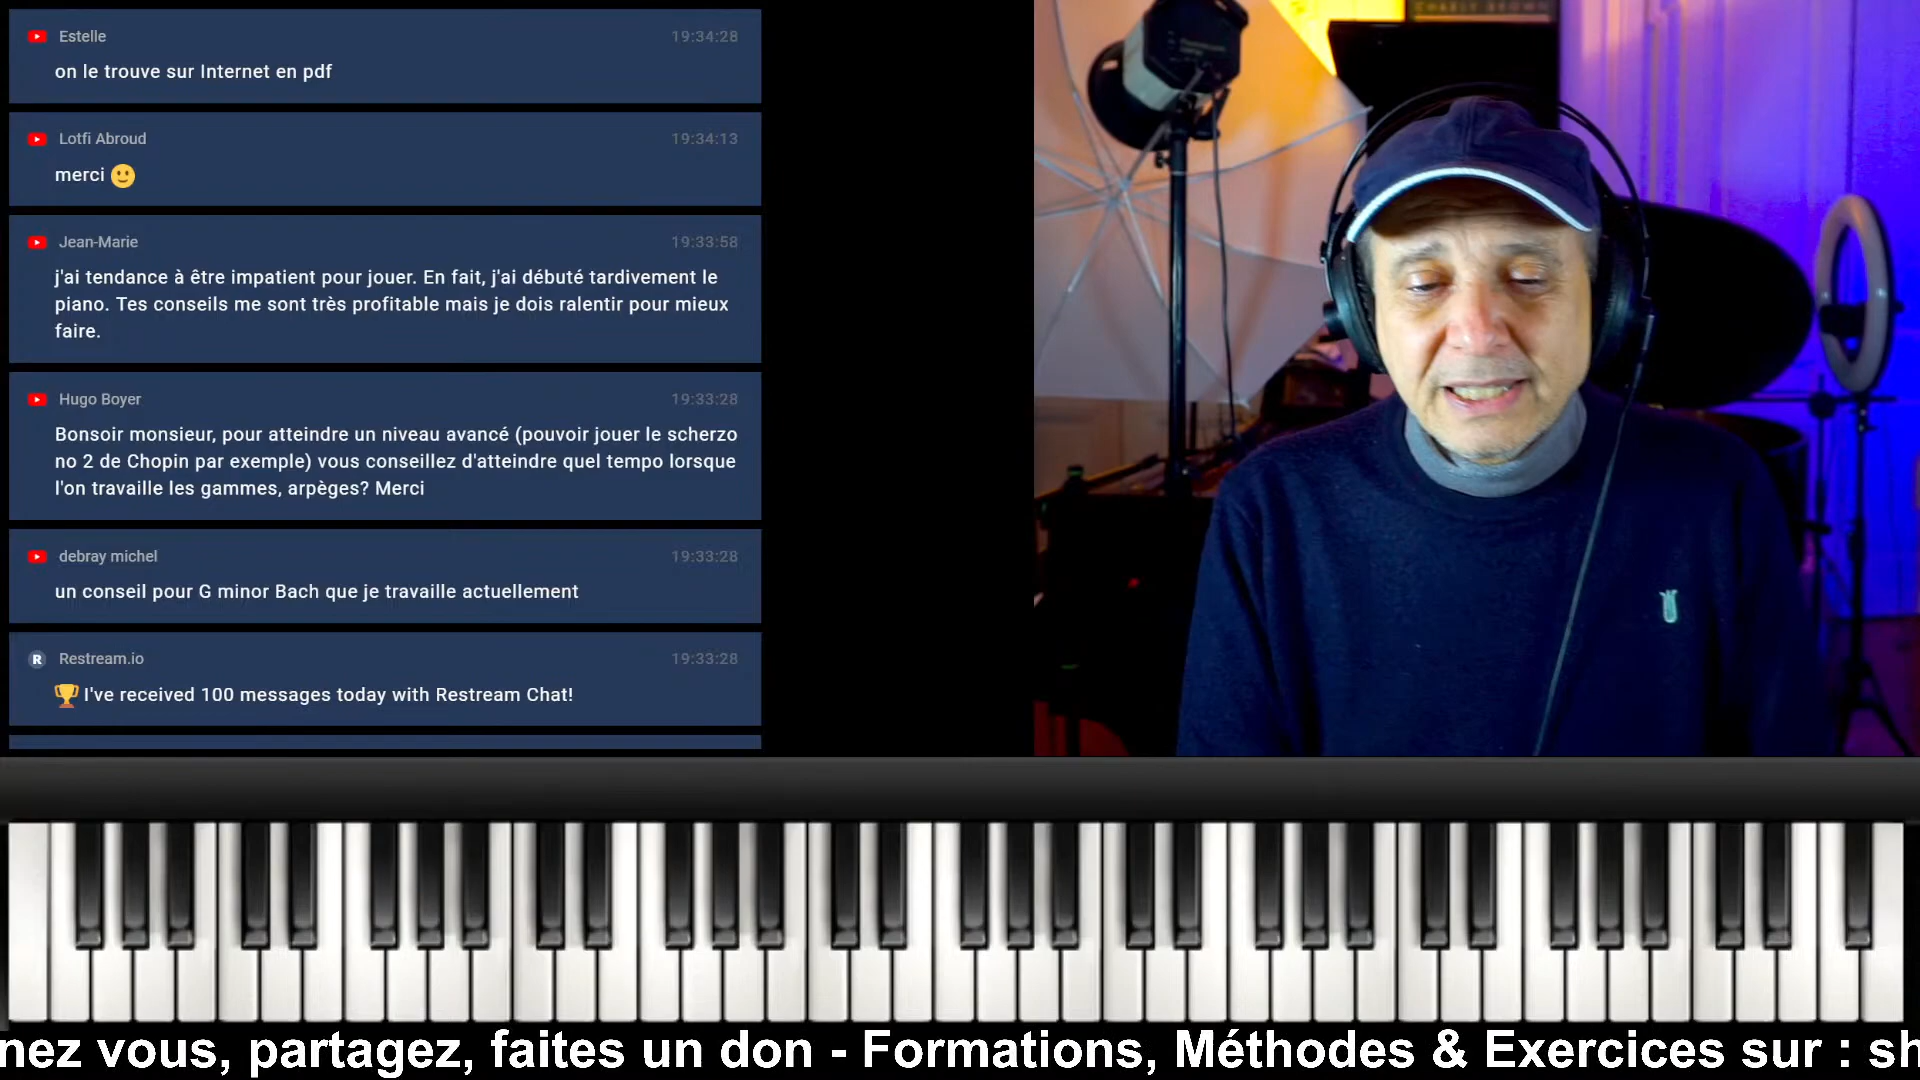 Estelle 19:34:28
on le trouve sur Internet en pdf
Lotfi Abroud 19:34:13
merci 🙂
Jean-Marie 19:33:58
j'ai tendance à être impatient pour jouer. En fait, j'ai débuté tardivement le
piano. Tes conseils me sont très profitable mais je dois ralentir pour mieux
faire.
Hugo Boyer 19:33:28
Bonsoir monsieur, pour atteindre un niveau avancé (pouvoir jouer le scherzo
no 2 de Chopin par exemple) vous conseillez d'atteindre quel tempo lorsque
l'on travaille les gammes, arpèges? Merci
debray michel 19:33:28
un conseil pour G minor Bach que je travaille actuellement
R Restream.io 19:33:28
🏆 I've received 100 messages today with Restream Chat!
nez vous, partagez, faites un don - Formations, Méthodes & Exercices sur : sh